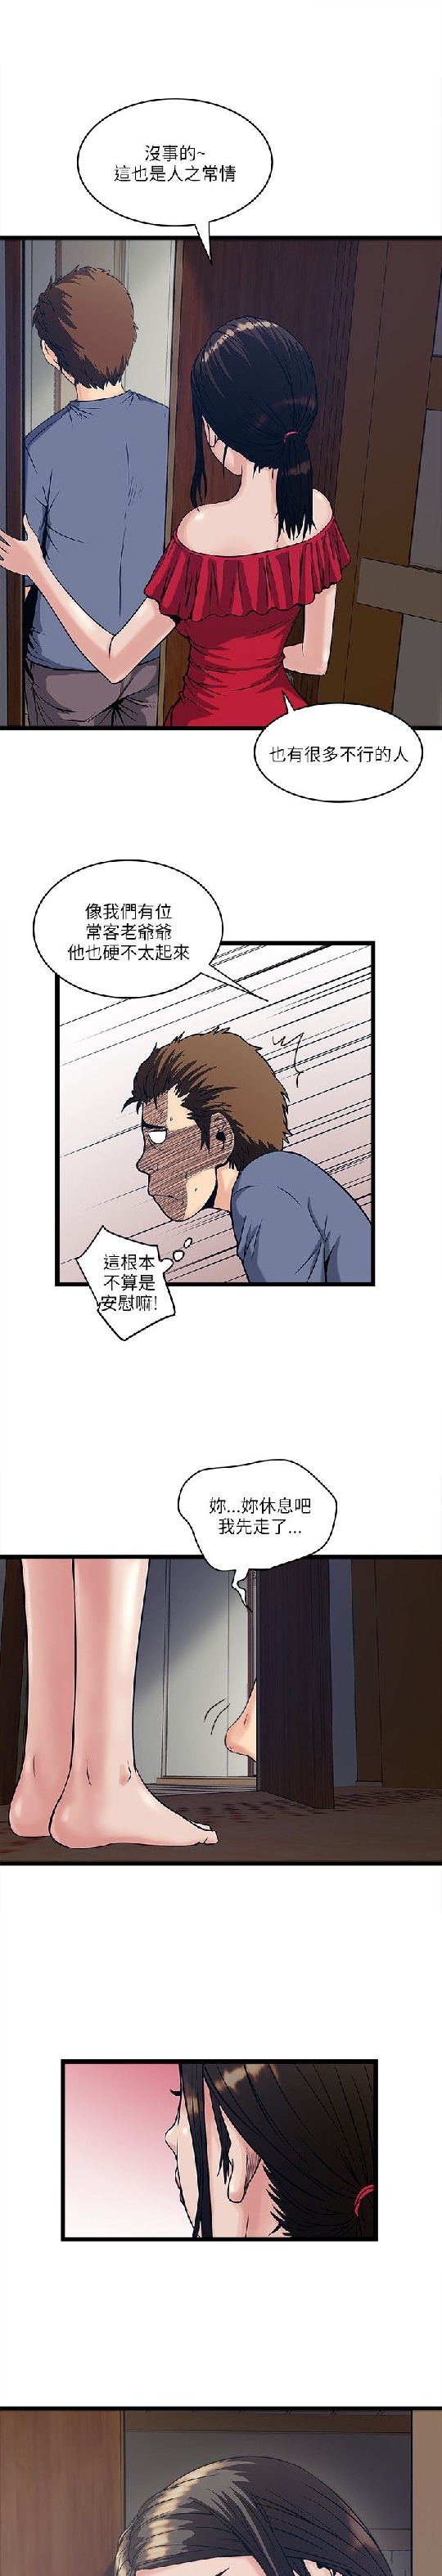 沒事的~
這也是人之常情
也有很多不行的人
像我們有位
常客老爺爺
他也硬不太起來
這根本
不算是
安慰嘛!
妳...妳休息吧
我先走了...